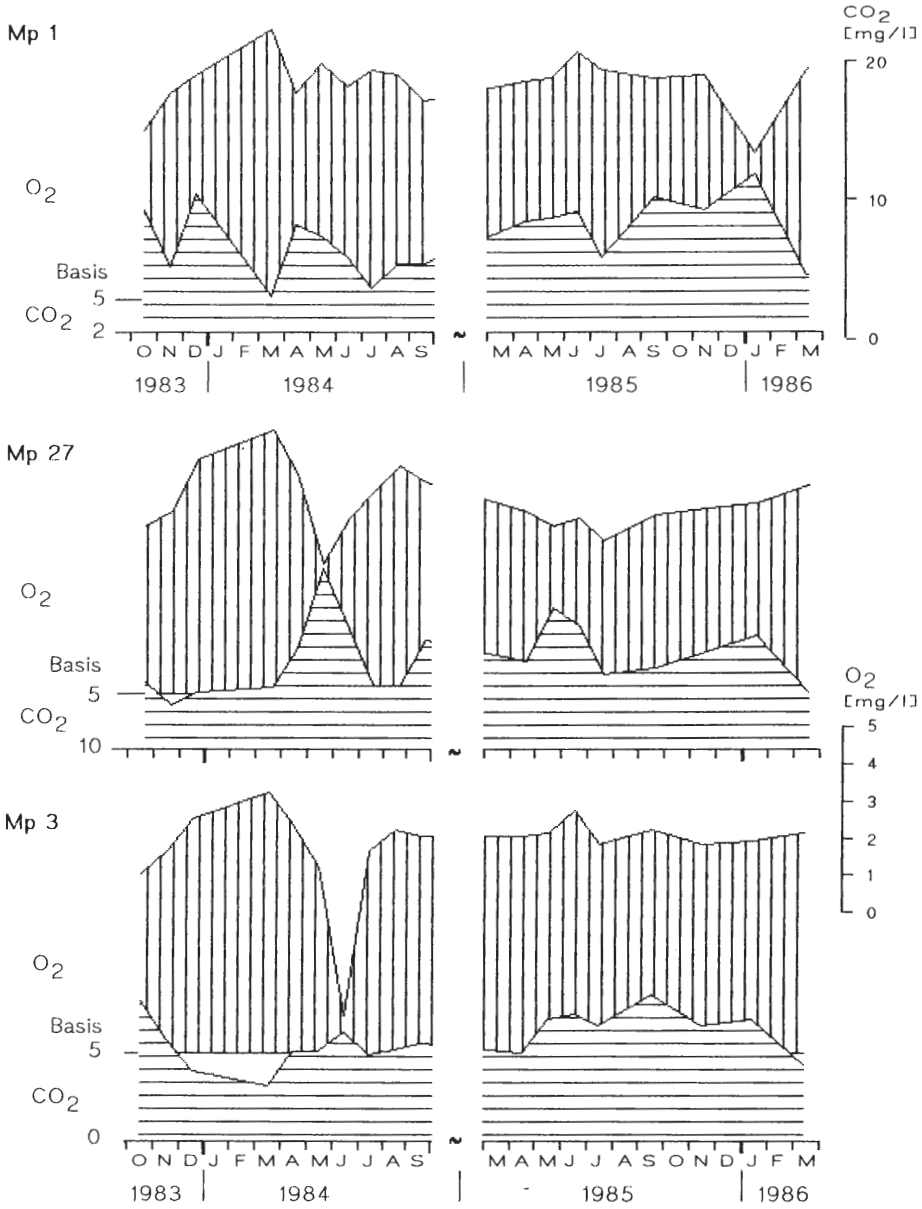 Mp 1
CO2
[mg/l]
20
10
0
O2
Basis
5
CO2
2
O N D J F M A M J J A S
~
M A M J J S O N D J M
1983 1984 1985 1986
Mp 27
O2
Basis
5
CO2
10
~
O2
[mg/l]
5
4
3
2
1
0
Mp 3
O2
Basis
5
CO2
0
~
O N D J F M A M J J A S
M A M J J S O N D J M
1983 1984 1985 1986